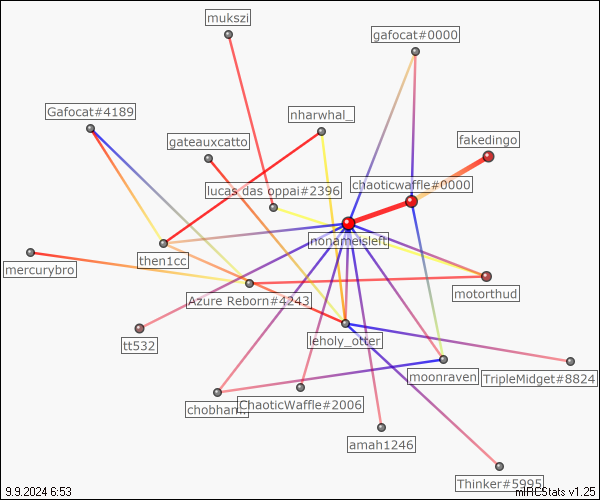 mukszi
gafocat#0000
Gafocat#4189
nharwhal_
fakedingo
gateauxcatto
chaoticwaffle#0000
lucas das oppai#2396
nonameisleft
then1cc
mercurybro
motorthud
Azure Reborn#4243
tt532
leholy_otter
moonraven
TripleMidget#8824
ChaoticWaffle#2006
amah1246
Thinker#5995
9.9.2024 6:53
mIRCStats v1.25